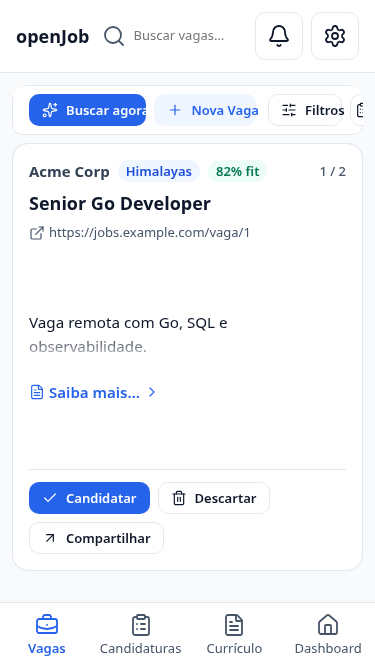 openJob
Buscar vagas...
Buscar agora
Nova Vaga
Filtros
Acme Corp Himalayas 82% fit 1 / 2
Senior Go Developer
https://jobs.example.com/vaga/1
Vaga remota com Go, SQL e
observabilidade.
Saiba mais...
Candidatar
Descartar
Compartilhar
Vagas
Candidaturas
Currículo
Dashboard